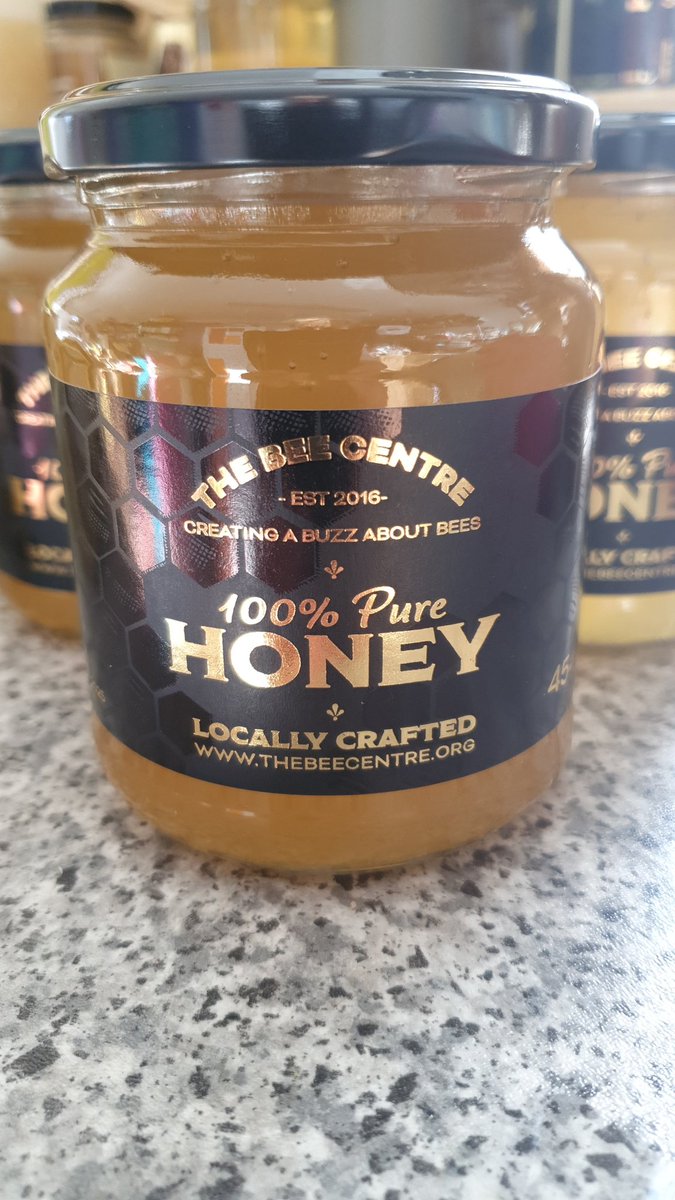 THE BEE CENTRE
- EST 2016-
CREATING A BUZZ ABOUT BEES
100% Pure
HONEY
LOCALLY CRAFTED
WWW.THEBEECENTRE.ORG